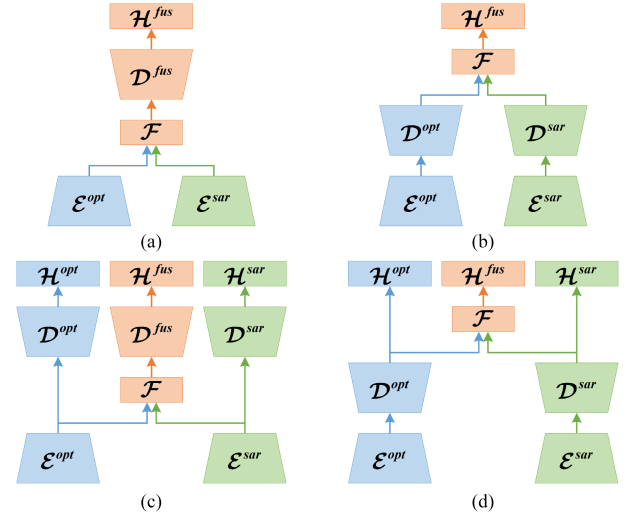 𝓗^fus
𝓗^fus
𝓓^fus
𝓕
𝓕
𝓓^opt 𝓓^sar
𝓔^opt 𝓔^sar
𝓔^opt 𝓔^sar
(a) (b)
𝓗^opt 𝓗^fus 𝓗^sar
𝓗^opt 𝓗^fus 𝓗^sar
𝓓^opt 𝓓^fus 𝓓^sar
𝓕
𝓕
𝓓^opt 𝓓^sar
𝓔^opt 𝓔^sar
𝓔^opt 𝓔^sar
(c) (d)